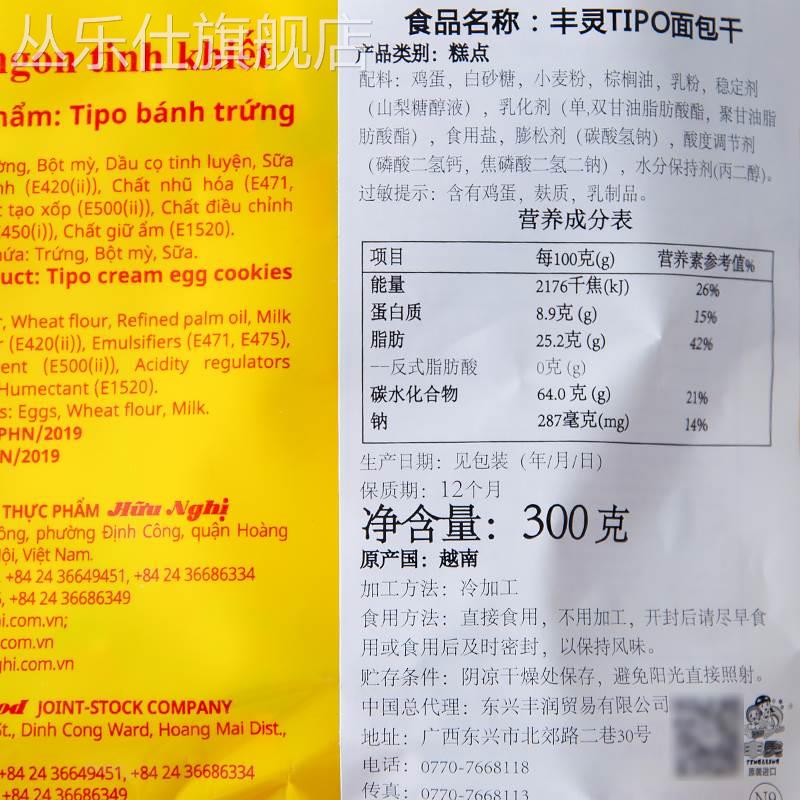 丛乐仕旗舰店
ngon tinh khiết
hẩm: Tipo bánh trứng
ờng, Bột mỳ, Dầu cọ tinh luyện, Sữa
nh (E420(ii)), Chất nhũ hóa (E471,
t tạo xốp (E500(ii)), Chất điều chỉnh
E450(i)), Chất giữ ẩm (E1520).
hứa: Trứng, Bột mỳ, Sữa.
uct: Tipo cream egg cookies
r, Wheat flour, Refined palm oil, Milk
r (E420(ii)), Emulsifiers (E471, E475),
ent (E500(ii)), Acidity regulators
Humectant (E1520).
s: Eggs, Wheat flour, Milk.
PHN/2019
N/2019
THỰC PHẨM Hữu Nghị
ông, phường Định Công, quận Hoàng
Nội, Việt Nam.
+84 24 36649451, +84 24 36686334
, +84 24 36686349
i.com.vn;
com.vn
ghi.com.vn
od JOINT-STOCK COMPANY
St., Dinh Cong Ward, Hoang Mai Dist.,
+84 24 36649451, +84 24 36686334
+84 24 36686349
食品名称：丰灵TIPO面包干
产品类别：糕点
配料：鸡蛋，白砂糖，小麦粉，棕榈油，乳粉，稳定剂
（山梨糖醇液），乳化剂（单,双甘油脂肪酸酯，聚甘油脂
肪酸酯），食用盐，膨松剂（碳酸氢钠），酸度调节剂
（磷酸二氢钙，焦磷酸二氢二钠），水分保持剂(丙二醇)。
过敏提示：含有鸡蛋，麸质，乳制品。
营养成分表
项目 每100克(g) 营养素参考值%
能量 2176千焦(kJ) 26%
蛋白质 8.9克 (g) 15%
脂肪 25.2克 (g) 42%
--反式脂肪酸 0克 (g)
碳水化合物 64.0 克 (g) 21%
钠 287毫克(mg) 14%
生产日期：见包装（年/月/日）
保质期：12个月
净含量：300克
原产国：越南
加工方法：冷加工
食用方法：直接食用，不用加工，开封后请尽早食
用或食用后及时密封，以保持风味。
贮存条件：阴凉干燥处保存，避免阳光直接照射。
中国总代理：东兴丰润贸易有限公司
地址：广西东兴市北郊路二巷30号
电话：0770-7668118
传真：0770-7668113
丰灵
原装进口
N9